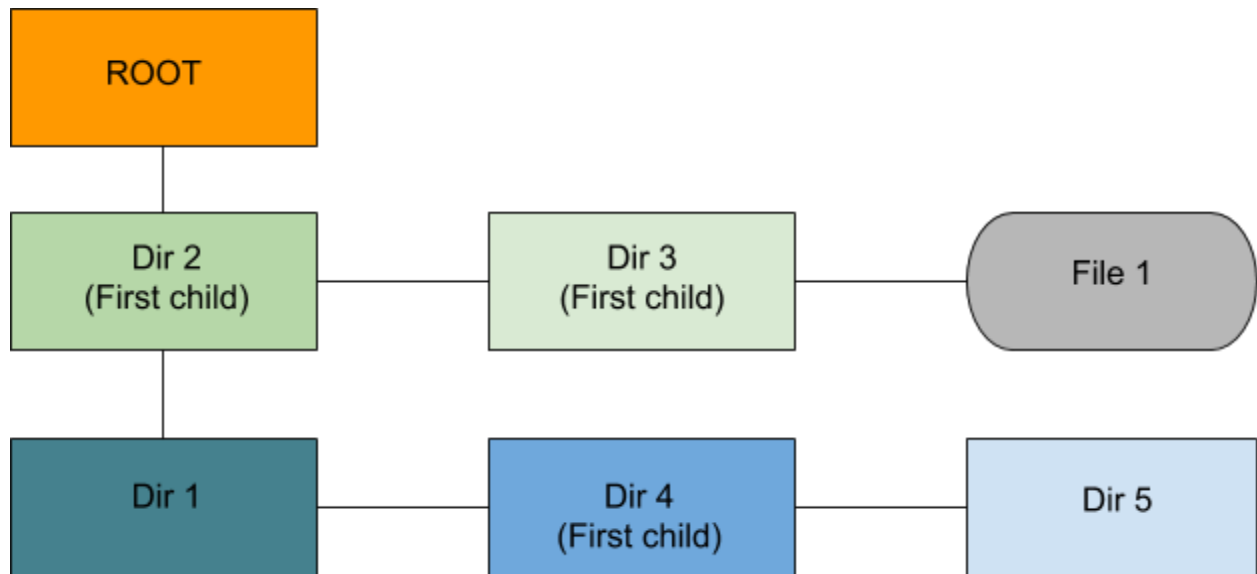 ROOT
Dir 2
(First child)
Dir 3
(First child)
File 1
Dir 1
Dir 4
(First child)
Dir 5